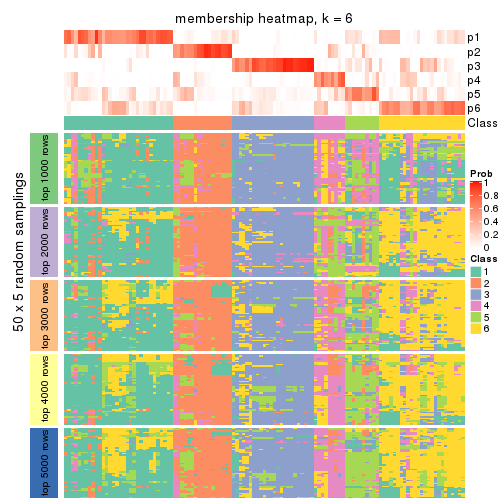 membership heatmap, k = 6
p1
p2
p3
p4
p5
p6
Class
50 x 5 random samplings
top 1000 rows
top 2000 rows
top 3000 rows
top 4000 rows
top 5000 rows
Prob
1
0.8
0.6
0.4
0.2
0
Class
1
2
3
4
5
6